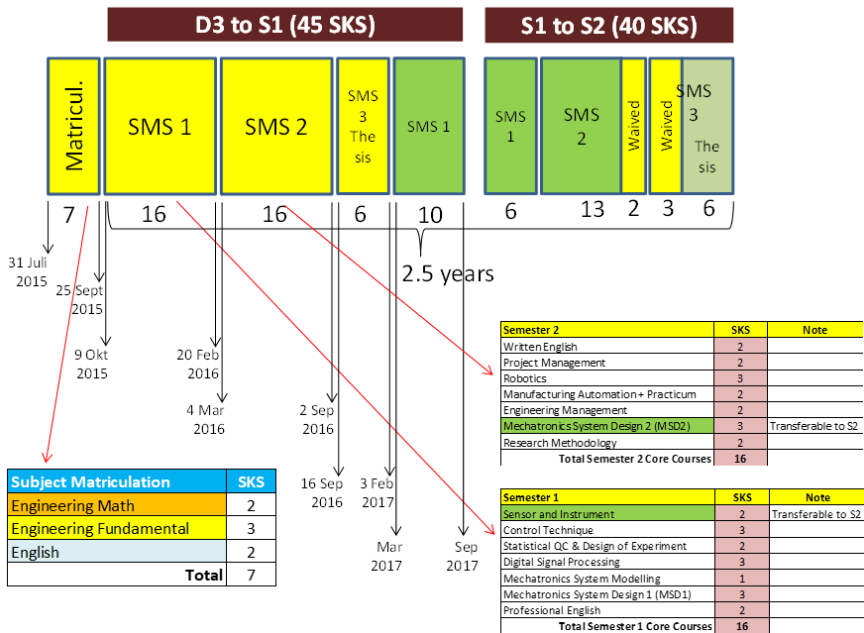 D3 to S1 (45 SKS)
S1 to S2 (40 SKS)
Matricul.
SMS 1
SMS 2
SMS
3
The
sis
SMS 1
SMS
1
SMS
2
Waived
Waived
SMS
3
The
sis
7
16
16
6
10
6
13
2
3
6
2.5 years
31 Juli
2015
25 Sept
2015
9 Okt
2015
20 Feb
2016
4 Mar
2016
2 Sep
2016
16 Sep
2016
3 Feb
2017
Mar
2017
Sep
2017
Subject Matriculation SKS
Engineering Math 2
Engineering Fundamental 3
English 2
Total 7
Semester 2 SKS Note
Written English 2
Project Management 2
Robotics 3
Manufacturing Automation + Practicum 2
Engineering Management 2
Mechatronics System Design 2 (MSD2) 3 Transferable to S2
Research Methodology 2
Total Semester 2 Core Courses 16
Semester 1 SKS Note
Sensor and Instrument 2 Transferable to S2
Control Technique 3
Statistical QC & Design of Experiment 2
Digital Signal Processing 3
Mechatronics System Modelling 1
Mechatronics System Design 1 (MSD1) 3
Professional English 2
Total Semester 1 Core Courses 16